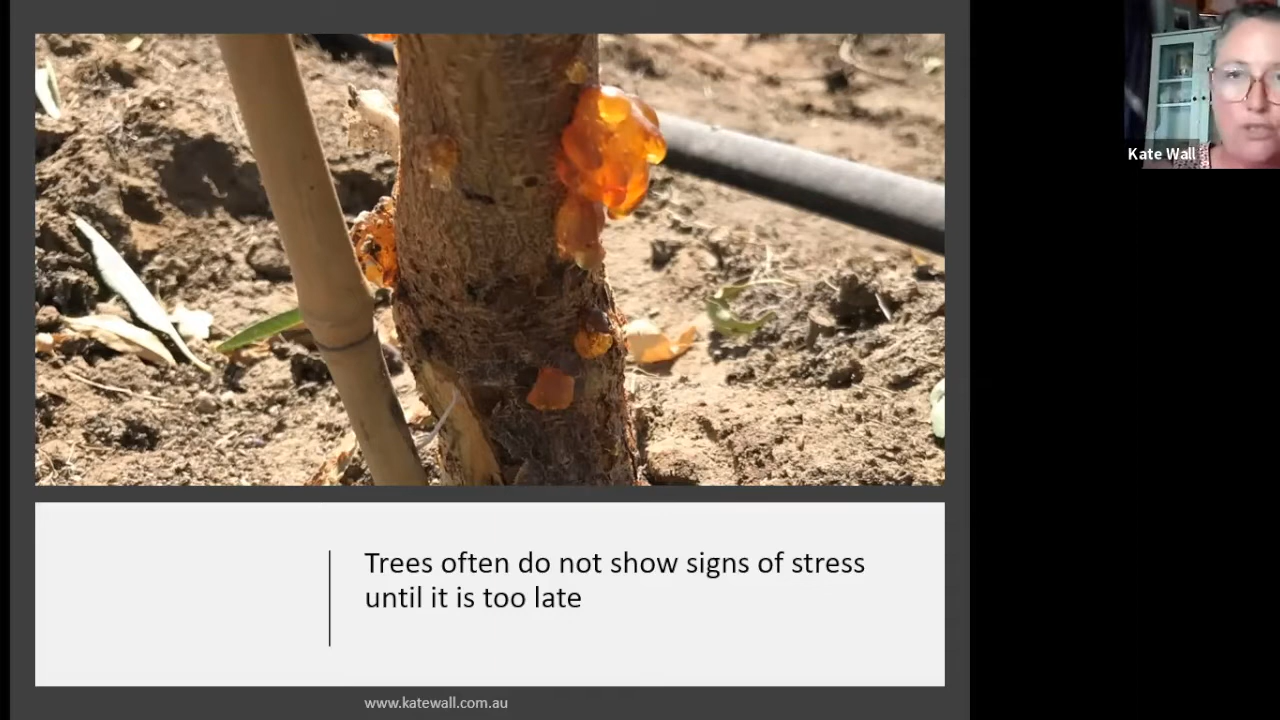 Kate Wall
Trees often do not show signs of stress
until it is too late
www.katewall.com.au